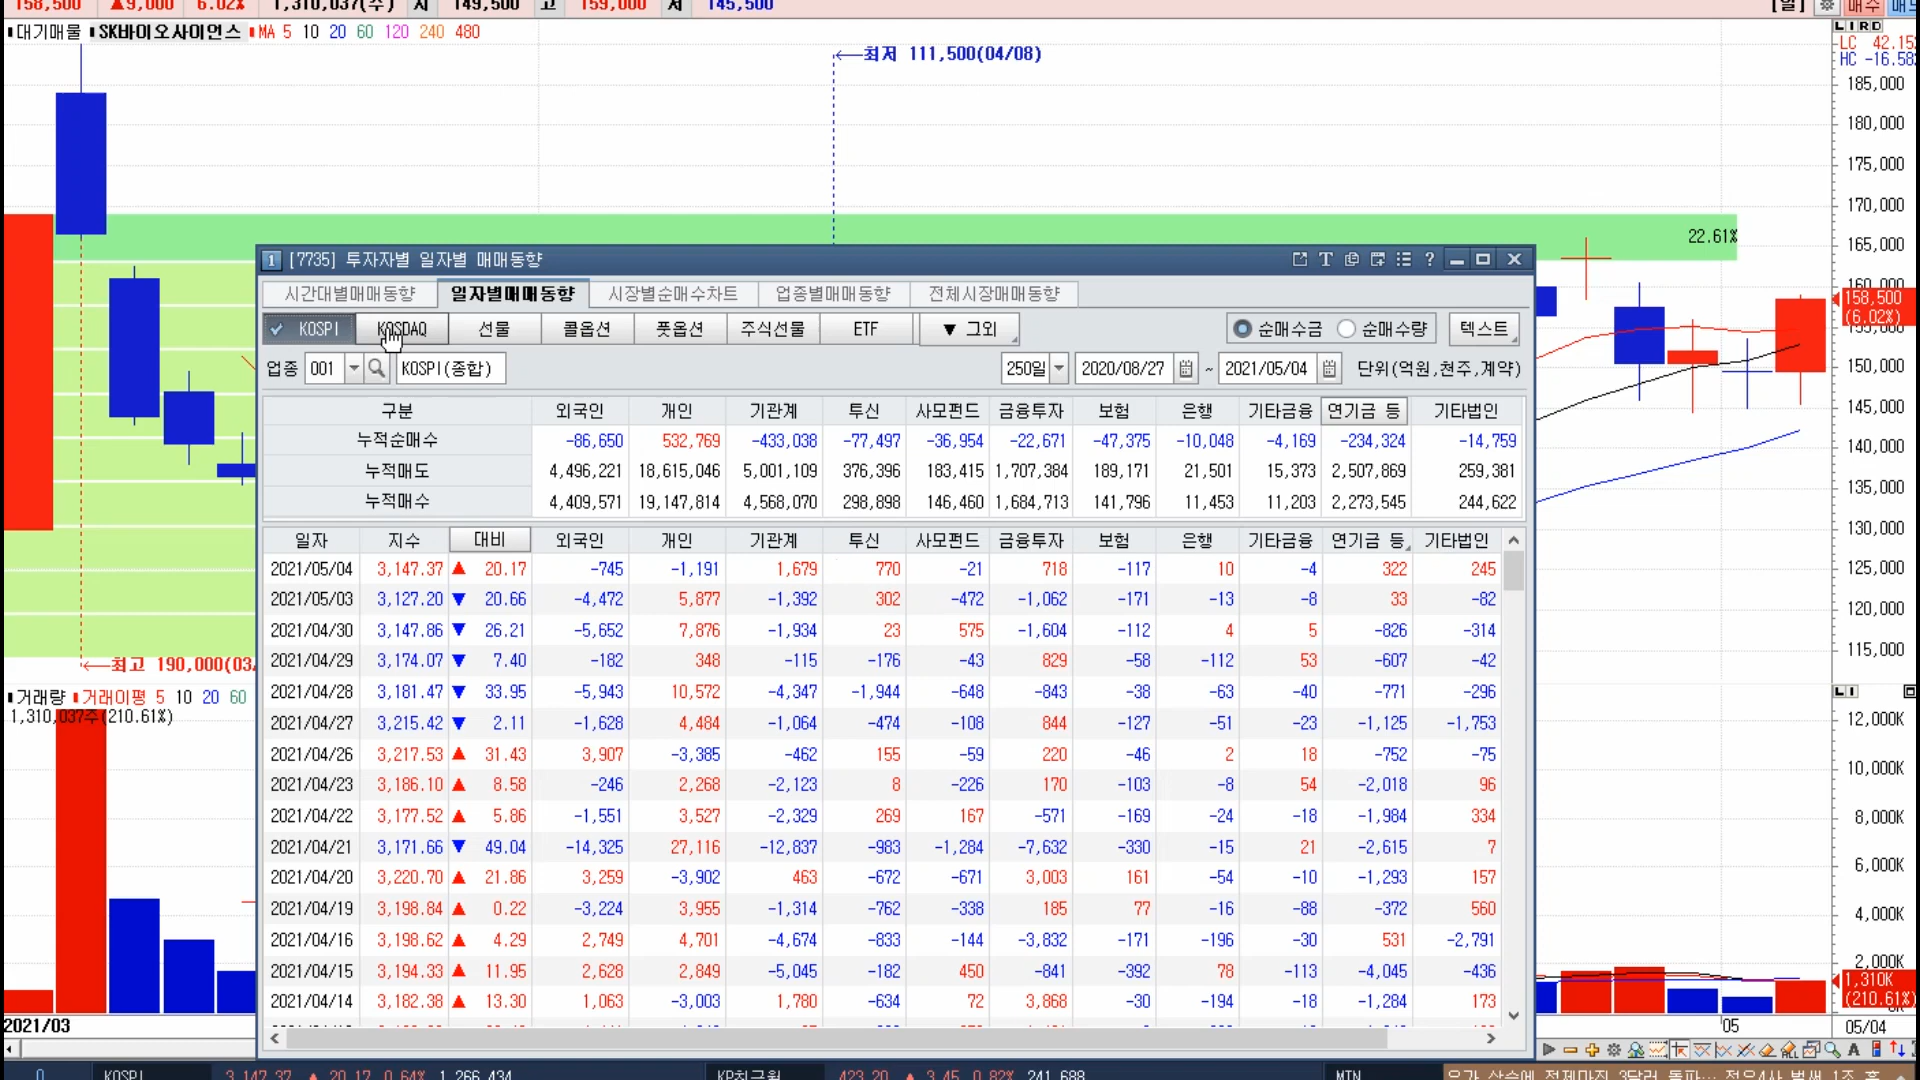 158,500 ▲9,000 6.02% 1,310,037(주) 시 149,500 고 159,000 저 145,500 [일] 매수 매도
대기매물 SK바이오사이언스 MA 5 10 20 60 120 240 480
LIRD
LC 42.15
HC -16.58
←최저 111,500(04/08)
185,000
180,000
175,000
170,000
165,000
160,000
158,500
(6.02%)
155,000
150,000
145,000
140,000
135,000
130,000
125,000
120,000
115,000
22.61%
1 [7735] 투자자별 일자별 매매동향
시간대별매매동향 일자별매매동향 시장별순매수차트 업종별매매동향 전체시장매매동향
KOSPI KOSDAQ 선물 콜옵션 풋옵션 주식선물 ETF ▼ 그외 순매수금 순매수량 텍스트
업종 001 KOSPI(종합) 250일 2020/08/27 ~ 2021/05/04 단위(억원,천주,계약)
구분 외국인 개인 기관계 투신 사모펀드 금융투자 보험 은행 기타금융 연기금 등 기타법인
누적순매수 -86,650 532,769 -433,038 -77,497 -36,954 -22,671 -47,375 -10,048 -4,169 -234,324 -14,759
누적매도 4,496,221 18,615,046 5,001,109 376,396 183,415 1,707,384 189,171 21,501 15,373 2,507,869 259,381
누적매수 4,409,571 19,147,814 4,568,070 298,898 146,460 1,684,713 141,796 11,453 11,203 2,273,545 244,622
일자 지수 대비 외국인 개인 기관계 투신 사모펀드 금융투자 보험 은행 기타금융 연기금 등 기타법인
2021/05/04 3,147.37 ▲ 20.17 -745 -1,191 1,679 770 -21 718 -117 10 -4 322 245
2021/05/03 3,127.20 ▼ 20.66 -4,472 5,877 -1,392 302 -472 -1,062 -171 -13 -8 33 -82
2021/04/30 3,147.86 ▼ 26.21 -5,652 7,876 -1,934 23 575 -1,604 -112 4 5 -826 -314
2021/04/29 3,174.07 ▼ 7.40 -182 348 -115 -176 -43 829 -58 -112 53 -607 -42
2021/04/28 3,181.47 ▼ 33.95 -5,943 10,572 -4,347 -1,944 -648 -843 -38 -63 -40 -771 -296
2021/04/27 3,215.42 ▼ 2.11 -1,628 4,484 -1,064 -474 -108 844 -127 -51 -23 -1,125 -1,753
2021/04/26 3,217.53 ▲ 31.43 3,907 -3,385 -462 155 -59 220 -46 2 18 -752 -75
2021/04/23 3,186.10 ▲ 8.58 -246 2,268 -2,123 8 -226 170 -103 -8 54 -2,018 96
2021/04/22 3,177.52 ▲ 5.86 -1,551 3,527 -2,329 269 167 -571 -169 -24 -18 -1,984 334
2021/04/21 3,171.66 ▼ 49.04 -14,325 27,116 -12,837 -983 -1,284 -7,632 -330 -15 21 -2,615 7
2021/04/20 3,220.70 ▲ 21.86 3,259 -3,902 463 -672 -671 3,003 161 -54 -10 -1,293 157
2021/04/19 3,198.84 ▲ 0.22 -3,224 3,955 -1,314 -762 -338 185 77 -16 -88 -372 560
2021/04/16 3,198.62 ▲ 4.29 2,749 4,701 -4,674 -833 -144 -3,832 -171 -196 -30 531 -2,791
2021/04/15 3,194.33 ▲ 11.95 2,628 2,849 -5,045 -182 450 -841 -392 78 -113 -4,045 -436
2021/04/14 3,182.38 ▲ 13.30 1,063 -3,003 1,780 -634 72 3,868 -30 -194 -18 -1,284 173
←최고 190,000(03/
거래량 거래이평 5 10 20 60
1,310,037주(210.61%)
LI
12,000K
10,000K
8,000K
6,000K
4,000K
2,000K
1,310K
(210.61%)
2021/03 05 05/04
0 KOSPI 3,147.37 ▲ 20.17 0.64% 1,266,434 KP최근월 423.20 ▲ 3.45 0.82% 241,688 MTN